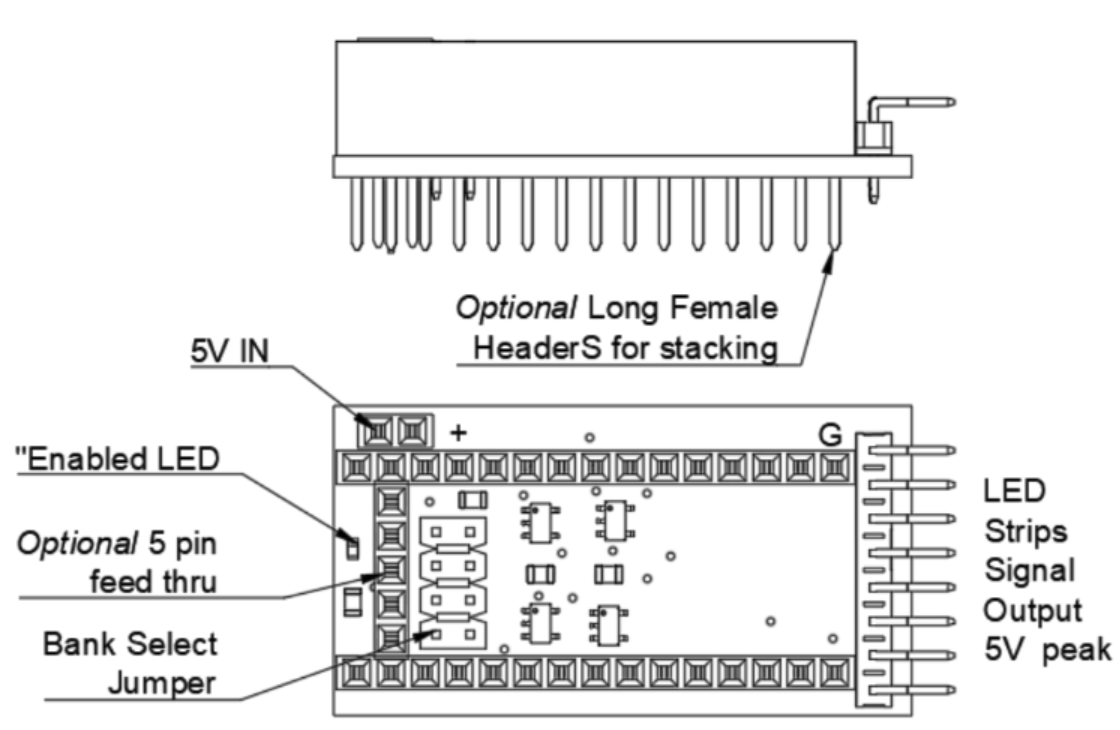 Optional Long Female
HeaderS for stacking
5V IN
+
G
"Enabled LED
Optional 5 pin
feed thru
Bank Select
Jumper
LED
Strips
Signal
Output
5V peak